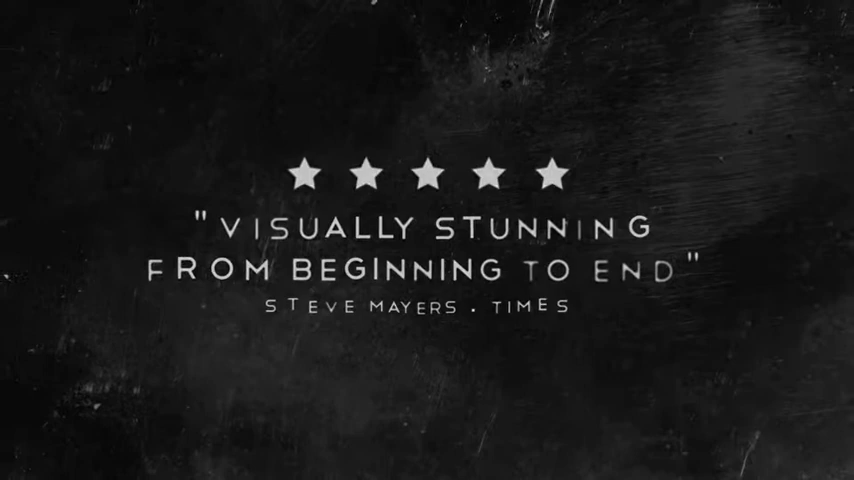 "VISUALLY STUNNING
FROM BEGINNING TO END"
STEVE MAYERS • TIMES